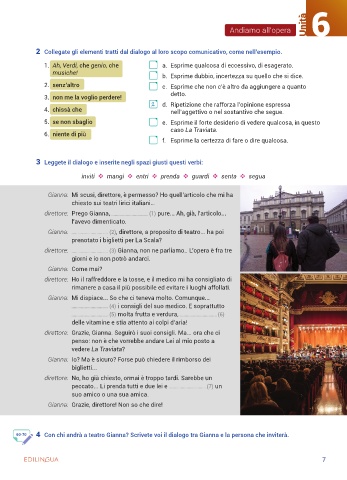 Andiamo all'opera
Unità 6
2 Collegate gli elementi tratti dal dialogo al loro scopo comunicativo, come nell'esempio.
1. Ah, Verdi, che genio, che
musiche!
2. senz'altro
3. non me la voglio perdere!
4. chissà che
5. se non sbaglio
6. niente di più
a. Esprime qualcosa di eccessivo, di esagerato.
b. Esprime dubbio, incertezza su quello che si dice.
c. Esprime che non c'è altro da aggiungere a quanto
detto.
1 d. Ripetizione che rafforza l'opinione espressa
nell'aggettivo o nel sostantivo che segue.
e. Esprime il forte desiderio di vedere qualcosa, in questo
caso La Traviata.
f. Esprime la certezza di fare o dire qualcosa.
3 Leggete il dialogo e inserite negli spazi giusti questi verbi:
inviti ❖ mangi ❖ entri ❖ prenda ❖ guardi ❖ senta ❖ segua
Gianna: Mi scusi, direttore, è permesso? Ho quell'articolo che mi ha
chiesto sui teatri lirici italiani...
direttore: Prego Gianna, .................... (1) pure... Ah, già, l'articolo...
l'avevo dimenticato.
Gianna: .................... (2), direttore, a proposito di teatro... ha poi
prenotato i biglietti per La Scala?
direttore: .................... (3) Gianna, non ne parliamo.. L'opera è fra tre
giorni e io non potrò andarci.
Gianna: Come mai?
direttore: Ho il raffreddore e la tosse, e il medico mi ha consigliato di
rimanere a casa il più possibile ed evitare i luoghi affollati.
Gianna: Mi dispiace... So che ci teneva molto. Comunque...
.................... (4) i consigli del suo medico. E soprattutto
.................... (5) molta frutta e verdura, .................... (6)
delle vitamine e stia attento ai colpi d'aria!
direttore: Grazie, Gianna. Seguirò i suoi consigli. Ma... ora che ci
penso: non è che vorrebbe andare Lei al mio posto a
vedere La Traviata?
Gianna: Io? Ma è sicuro? Forse può chiedere il rimborso dei
biglietti...
direttore: No, ho già chiesto, ormai è troppo tardi. Sarebbe un
peccato... Li prenda tutti e due lei e .................... (7) un
suo amico o una sua amica.
Gianna: Grazie, direttore! Non so che dire!
60-70 4 Con chi andrà a teatro Gianna? Scrivete voi il dialogo tra Gianna e la persona che inviterà.
EDILINGUA
7